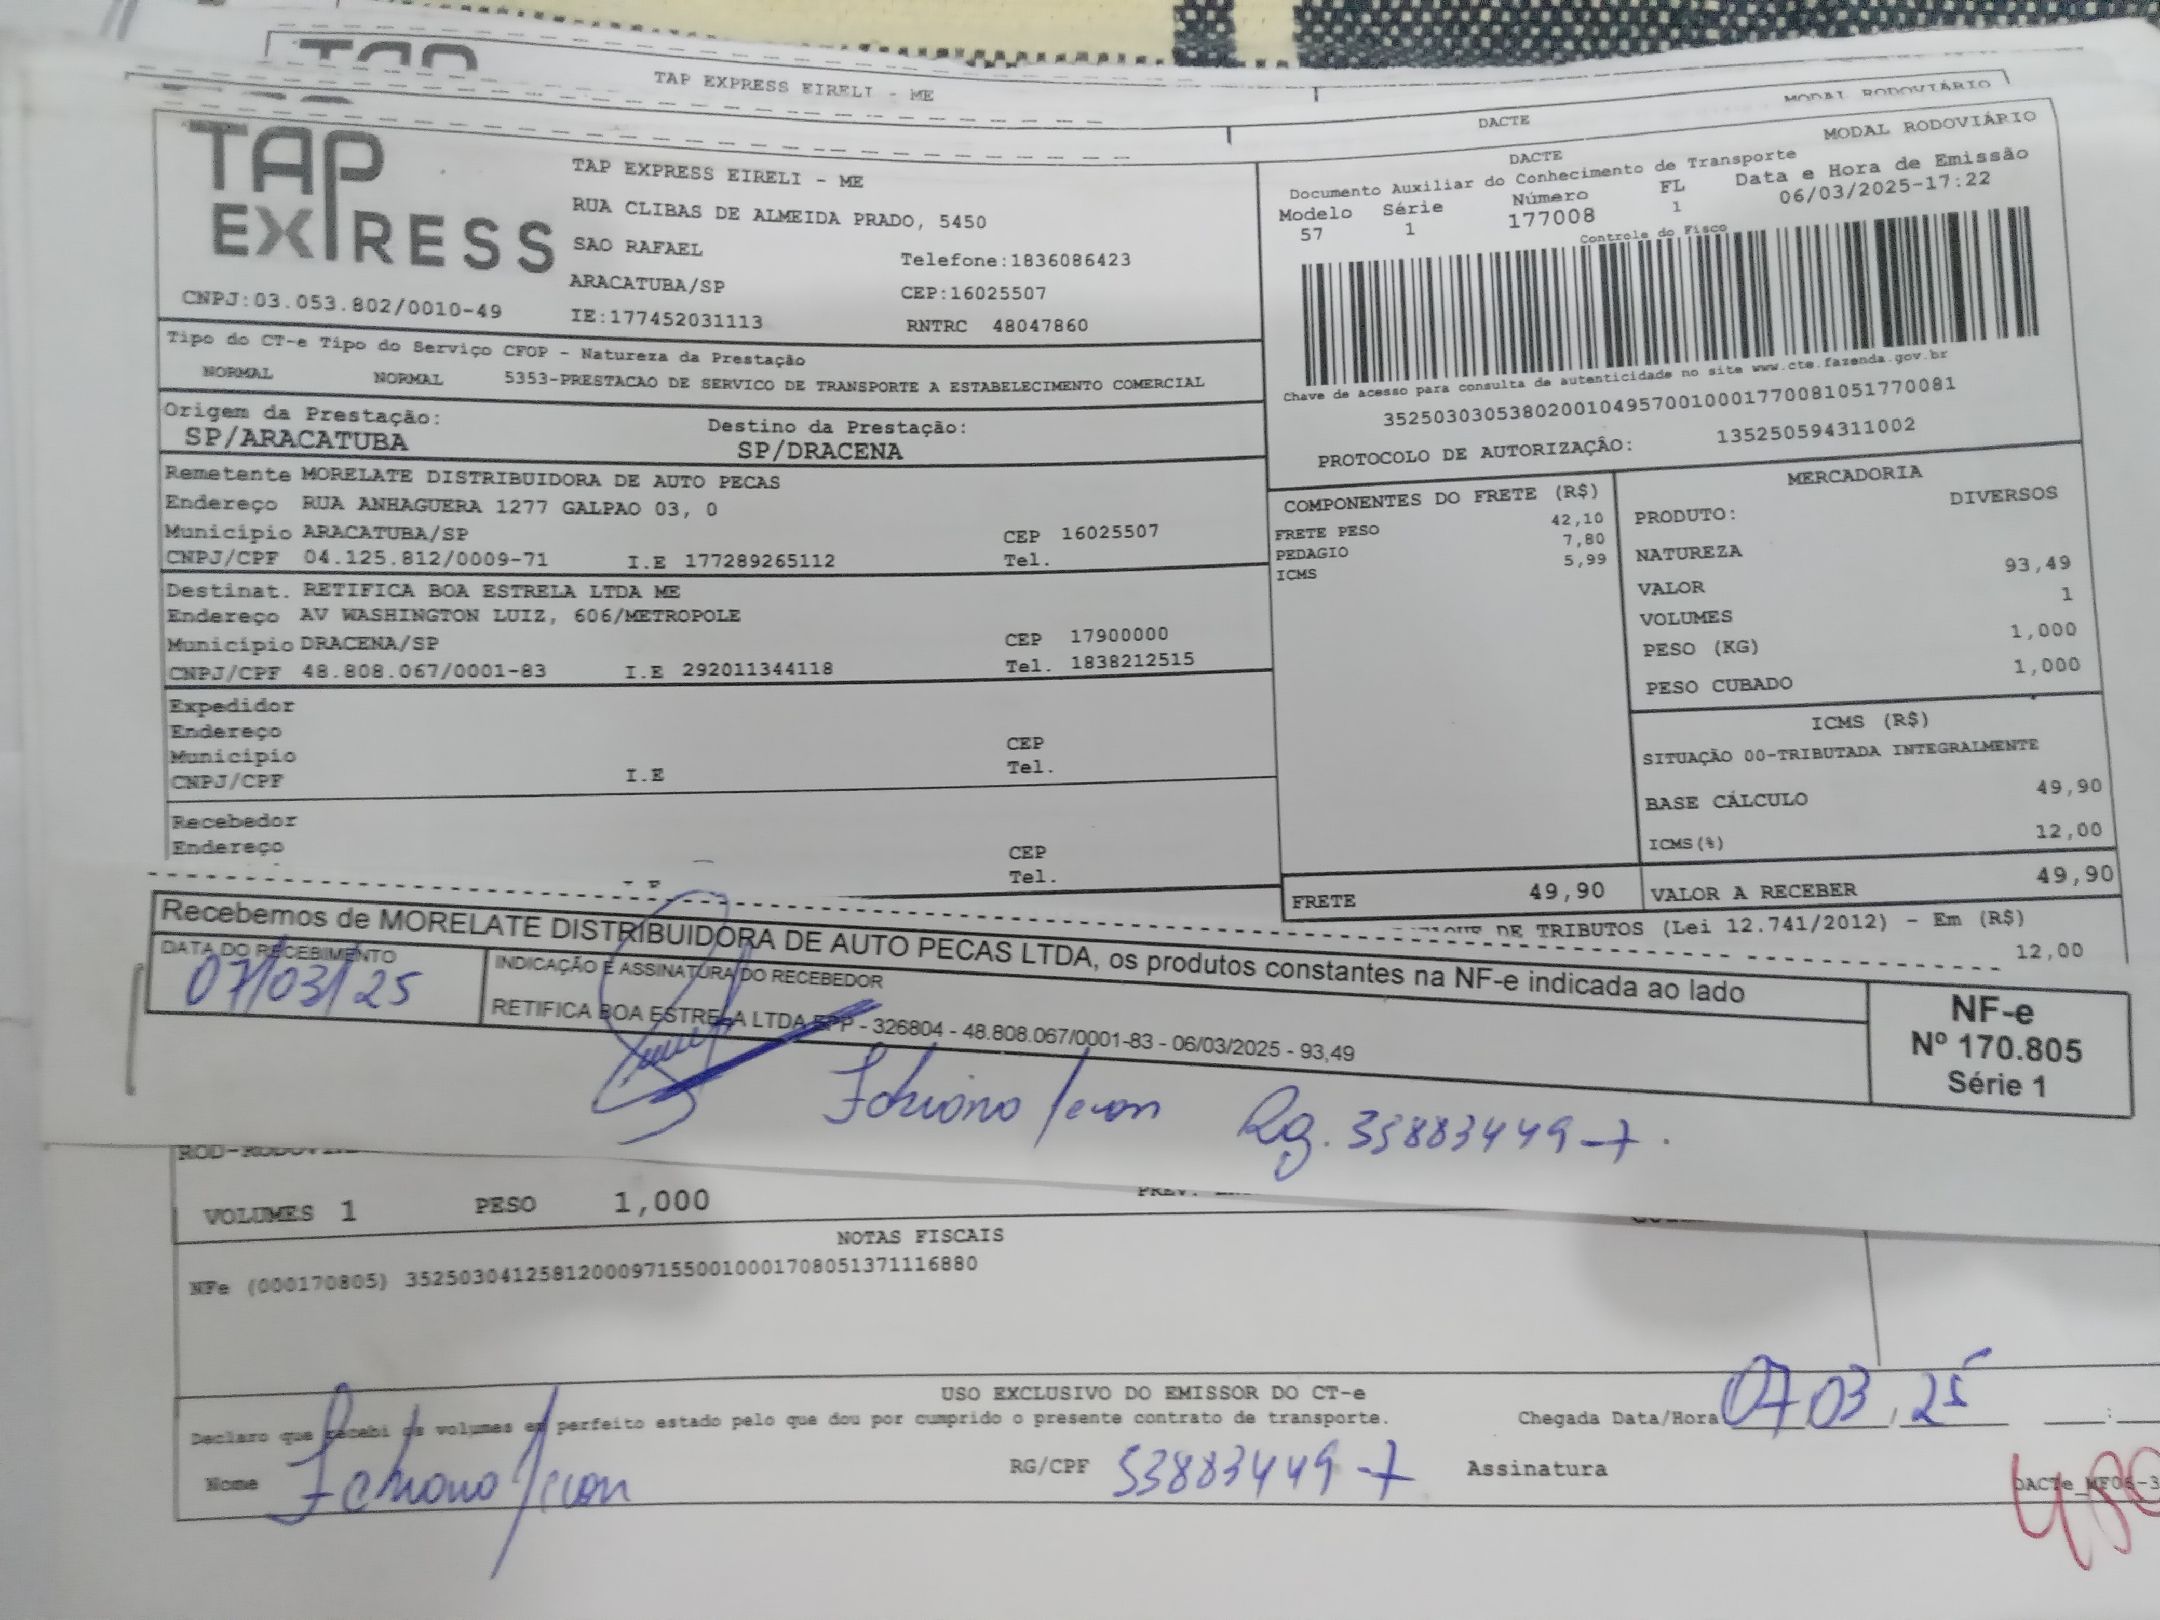 TAP EXPRESS EIRELI - ME
DACTE
MODAL RODOVIÁRIO
TAP EXPRESS
TAP EXPRESS EIRELI - ME
RUA CLIBAS DE ALMEIDA PRADO, 5450
SAO RAFAEL
Telefone:1836086423
ARACATUBA/SP
CEP:16025507
CNPJ:03.053.802/0010-49
IE:177452031113
RNTRC 48047860
DACTE
MODAL RODOVIÁRIO
Documento Auxiliar do Conhecimento de Transporte
Modelo Série Número FL Data e Hora de Emissão
57 1 177008 1 06/03/2025-17:22
Controle do Fisco
Chave de acesso para consulta de autenticidade no site www.cte.fazenda.gov.br
35250303053802001049570010001770081051770081
PROTOCOLO DE AUTORIZAÇÃO: 135250594311002
Tipo do CT-e Tipo do Serviço CFOP - Natureza da Prestação
NORMAL NORMAL 5353-PRESTACAO DE SERVICO DE TRANSPORTE A ESTABELECIMENTO COMERCIAL
Origem da Prestação: Destino da Prestação:
SP/ARACATUBA SP/DRACENA
Remetente MORELATE DISTRIBUIDORA DE AUTO PECAS
Endereço RUA ANHAGUERA 1277 GALPAO 03, 0
Município ARACATUBA/SP CEP 16025507
CNPJ/CPF 04.125.812/0009-71 I.E 177289265112 Tel.
Destinat. RETIFICA BOA ESTRELA LTDA ME
Endereço AV WASHINGTON LUIZ, 606/METROPOLE
Município DRACENA/SP CEP 17900000
CNPJ/CPF 48.808.067/0001-83 I.E 292011344118 Tel. 1838212515
Expedidor
Endereço
Município CEP
CNPJ/CPF I.E Tel.
Recebedor
Endereço CEP
Tel.
COMPONENTES DO FRETE (R$)
FRETE PESO 42,10
PEDAGIO 7,80
ICMS 5,99
MERCADORIA
PRODUTO: DIVERSOS
NATUREZA
VALOR 93,49
VOLUMES 1
PESO (KG) 1,000
PESO CUBADO 1,000
ICMS (R$)
SITUAÇÃO 00-TRIBUTADA INTEGRALMENTE
BASE CÁLCULO 49,90
ICMS(%) 12,00
FRETE 49,90
VALOR A RECEBER 49,90
DE TRIBUTOS (Lei 12.741/2012) - Em (R$)
12,00
Recebemos de MORELATE DISTRIBUIDORA DE AUTO PECAS LTDA, os produtos constantes na NF-e indicada ao lado
DATA DO RECEBIMENTO
07/03/25
INDICAÇÃO E ASSINATURA DO RECEBEDOR
RETIFICA BOA ESTRELA LTDA EPP - 326804 - 48.808.067/0001-83 - 06/03/2025 - 93,49
NF-e
Nº 170.805
Série 1
Rg. 35883449-7.
VOLUMES 1 PESO 1,000
NOTAS FISCAIS
NFe (000170805) 35250304125812000971550010001708051371116880
USO EXCLUSIVO DO EMISSOR DO CT-e
Declaro que recebi os volumes em perfeito estado pelo que dou por cumprido o presente contrato de transporte.
Chegada Data/Hora 07/03/25
Nome
RG/CPF 53883449-7
Assinatura